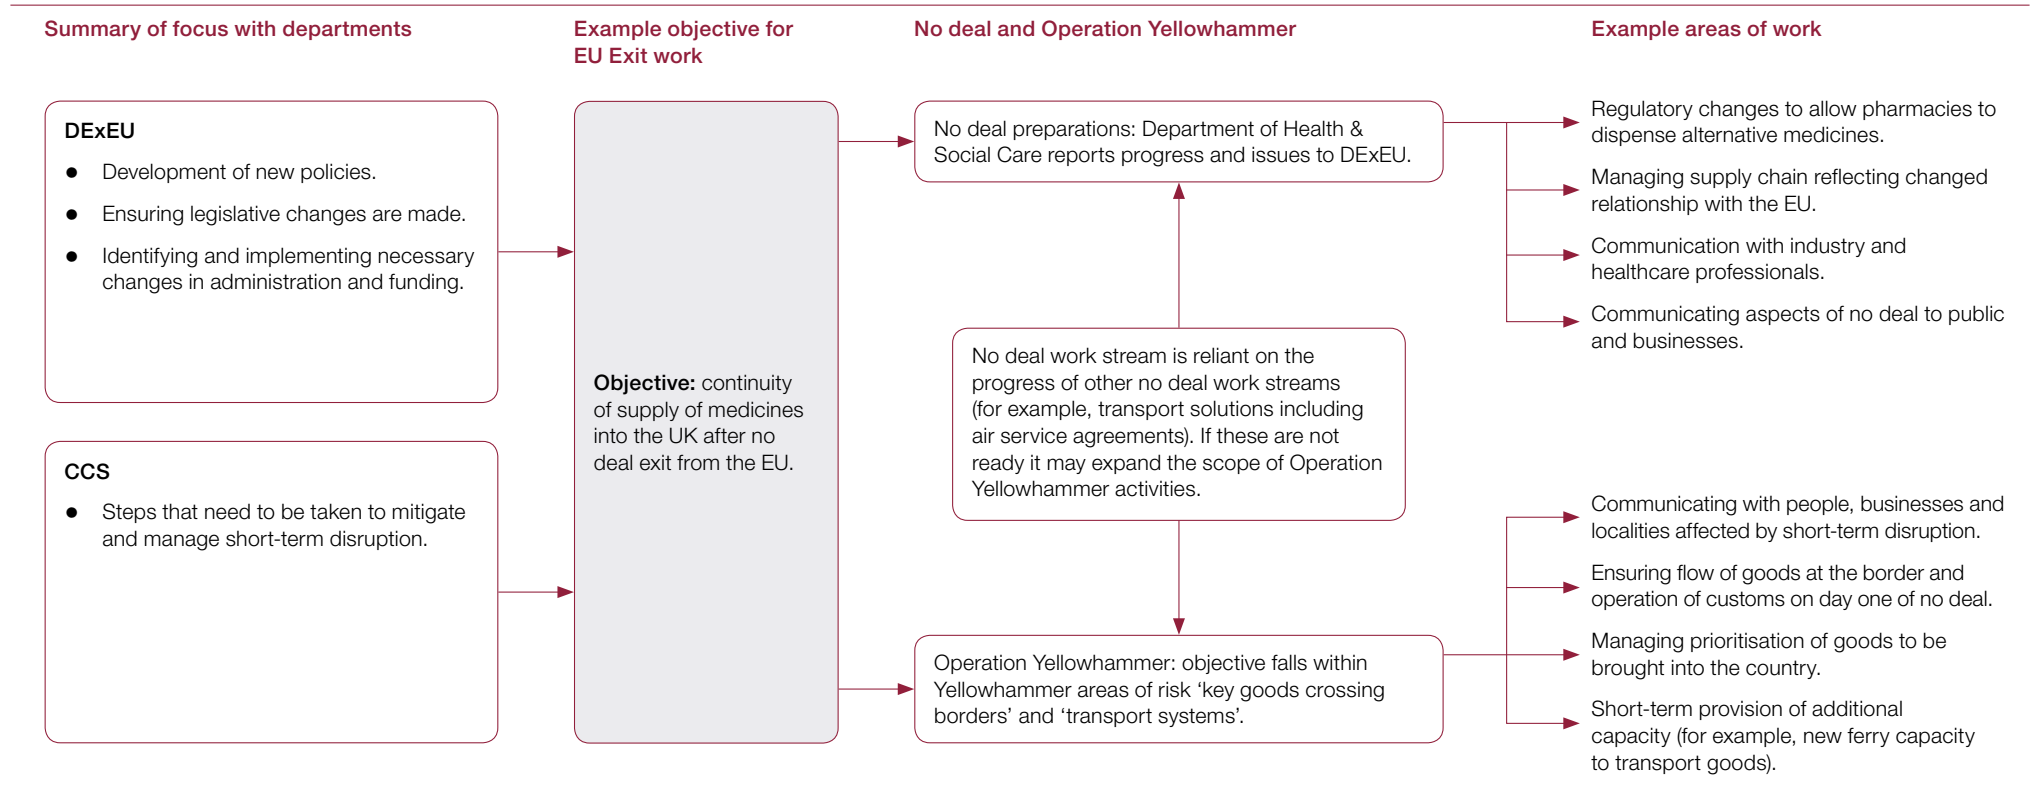 Summary of focus with departments
Example objective for
EU Exit work
No deal and Operation Yellowhammer
Example areas of work
DExEU
● Development of new policies.
● Ensuring legislative changes are made.
● Identifying and implementing necessary
changes in administration and funding.
CCS
● Steps that need to be taken to mitigate
and manage short-term disruption.
Objective: continuity
of supply of medicines
into the UK after no
deal exit from the EU.
No deal preparations: Department of Health &
Social Care reports progress and issues to DExEU.
No deal work stream is reliant on the
progress of other no deal work streams
(for example, transport solutions including
air service agreements). If these are not
ready it may expand the scope of Operation
Yellowhammer activities.
Operation Yellowhammer: objective falls within
Yellowhammer areas of risk ‘key goods crossing
borders’ and ‘transport systems’.
Regulatory changes to allow pharmacies to
dispense alternative medicines.
Managing supply chain reflecting changed
relationship with the EU.
Communication with industry and
healthcare professionals.
Communicating aspects of no deal to public
and businesses.
Communicating with people, businesses and
localities affected by short-term disruption.
Ensuring flow of goods at the border and
operation of customs on day one of no deal.
Managing prioritisation of goods to be
brought into the country.
Short-term provision of additional
capacity (for example, new ferry capacity
to transport goods).